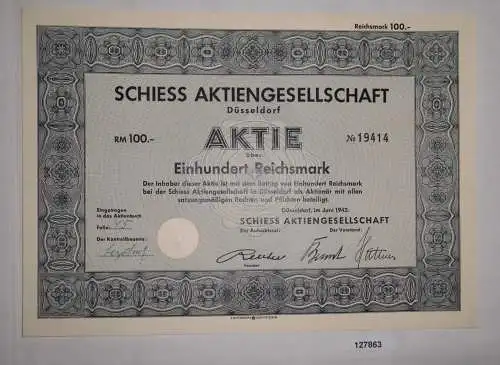 Reichsmark 100.-
SCHIESS AKTIENGESELLSCHAFT
Düsseldorf
RM 100.-
AKTIE
№ 19414
über
Einhundert Reichsmark
Der Inhaber dieser Aktie ist mit dem Betrag von Einhundert Reichsmark
bei der Schiess Aktiengesellschaft in Düsseldorf als Aktionär mit allen
satzungsmäßigen Rechten und Pflichten beteiligt.
Eingetragen
in das Aktienbuch
Düsseldorf, im Juni 1942.
Folio: 45
SCHIESS AKTIENGESELLSCHAFT
Der Kontrollbeamte:
Der Aufsichtsrat:
Der Vorstand:
127863